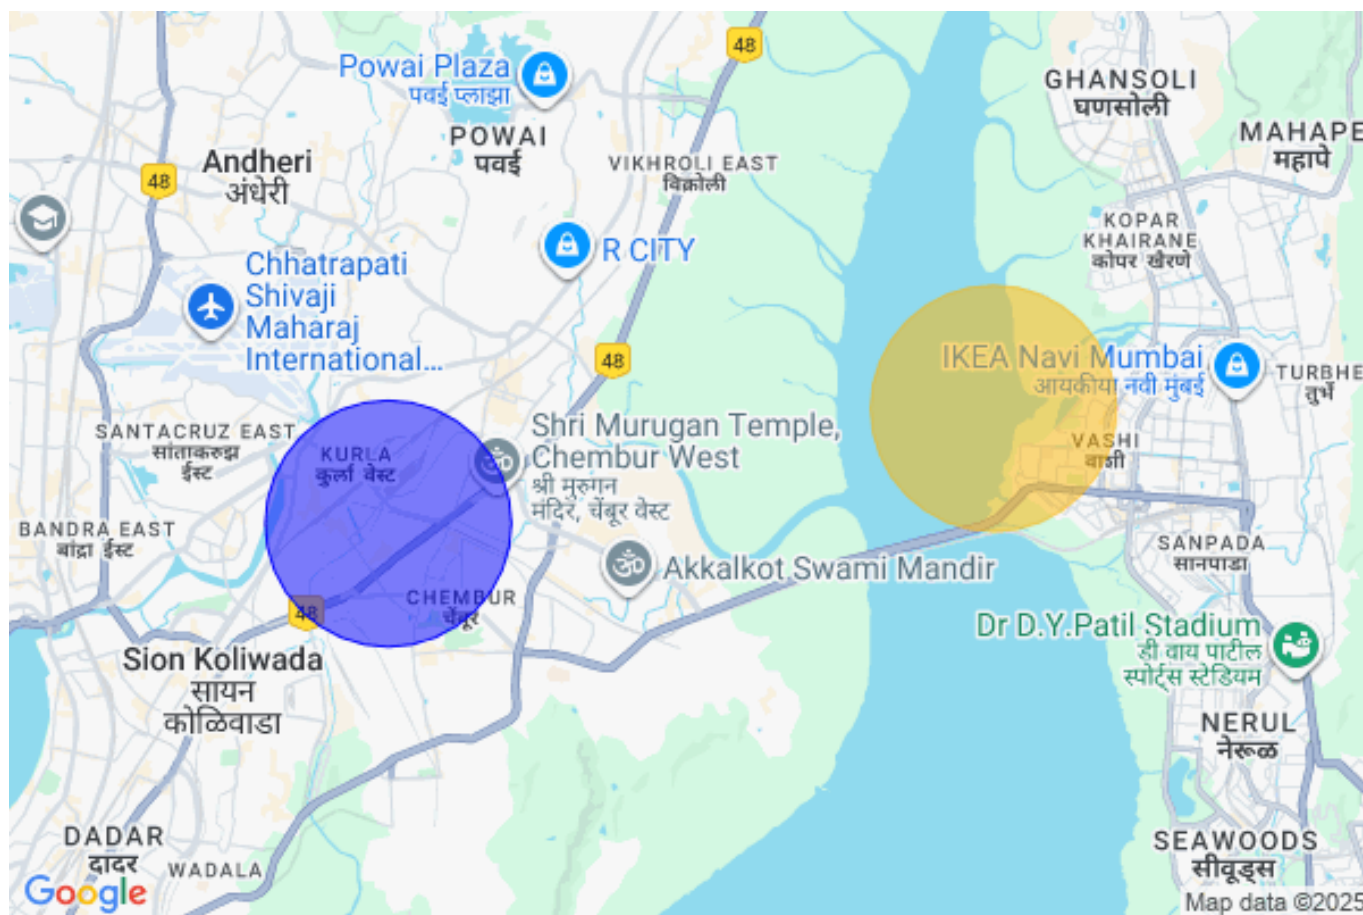 48
Powai Plaza
पवई प्लाझा
GHANSOLI
घणसोली
POWAI
पवई
MAHAPE
महापे
Andheri
अंधेरी
48
VIKHROLI EAST
विक्रोली
KOPAR
KHAIRANE
कोपर खैरणे
R CITY
Chhatrapati
Shivaji
Maharaj
International...
48
IKEA Navi Mumbai
आयकीया नवी मुंबई
TURBHE
तुर्भे
SANTACRUZ EAST
सांताकरुझ
ईस्ट
KURLA
कुर्ला वेस्ट
Shri Murugan Temple,
Chembur West
श्री मुरुगन
मंदिर, चेंबूर वेस्ट
VASHI
वाशी
BANDRA EAST
बांद्रा ईस्ट
SANPADA
सानपाडा
Akkalkot Swami Mandir
CHEMBUR
चेंबूर
48
Dr D.Y.Patil Stadium
डी वाय पाटील
स्पोर्ट्स स्टेडियम
Sion Koliwada
सायन
कोळिवाडा
NERUL
नेरूळ
DADAR
दादर
WADALA
SEAWOODS
सीवूड्स
Google
Map data ©2025